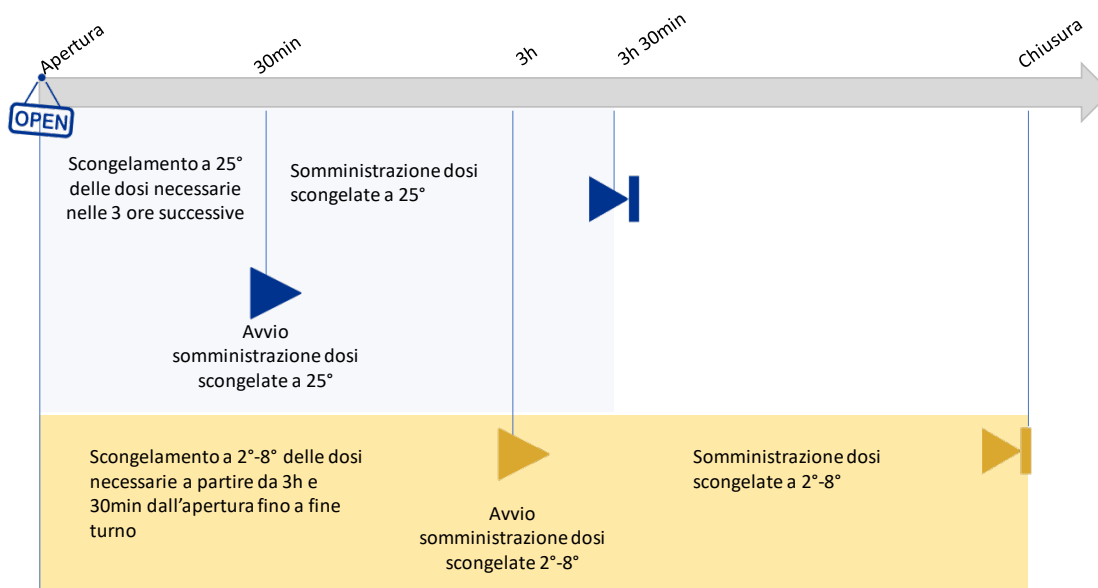 Apertura
30min
3h
3h 30min
Chiusura
OPEN
Scongelamento a 25°
delle dosi necessarie
nelle 3 ore successive
Somministrazione dosi
scongelate a 25°
Avvio
somministrazione dosi
scongelate a 25°
Scongelamento a 2°-8° delle dosi
necessarie a partire da 3h e
30min dall'apertura fino a fine
turno
Avvio
somministrazione dosi
scongelate 2°-8°
Somministrazione dosi
scongelate a 2°-8°